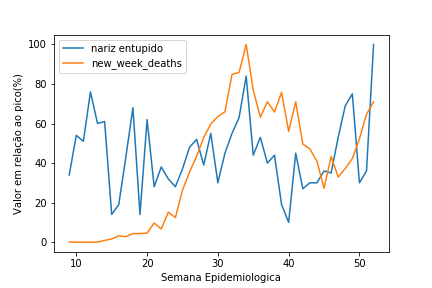 nariz entupido
new_week_deaths
Valor em relação ao pico(%)
100
80
60
40
20
0
10
20
30
40
50
Semana Epidemiologica